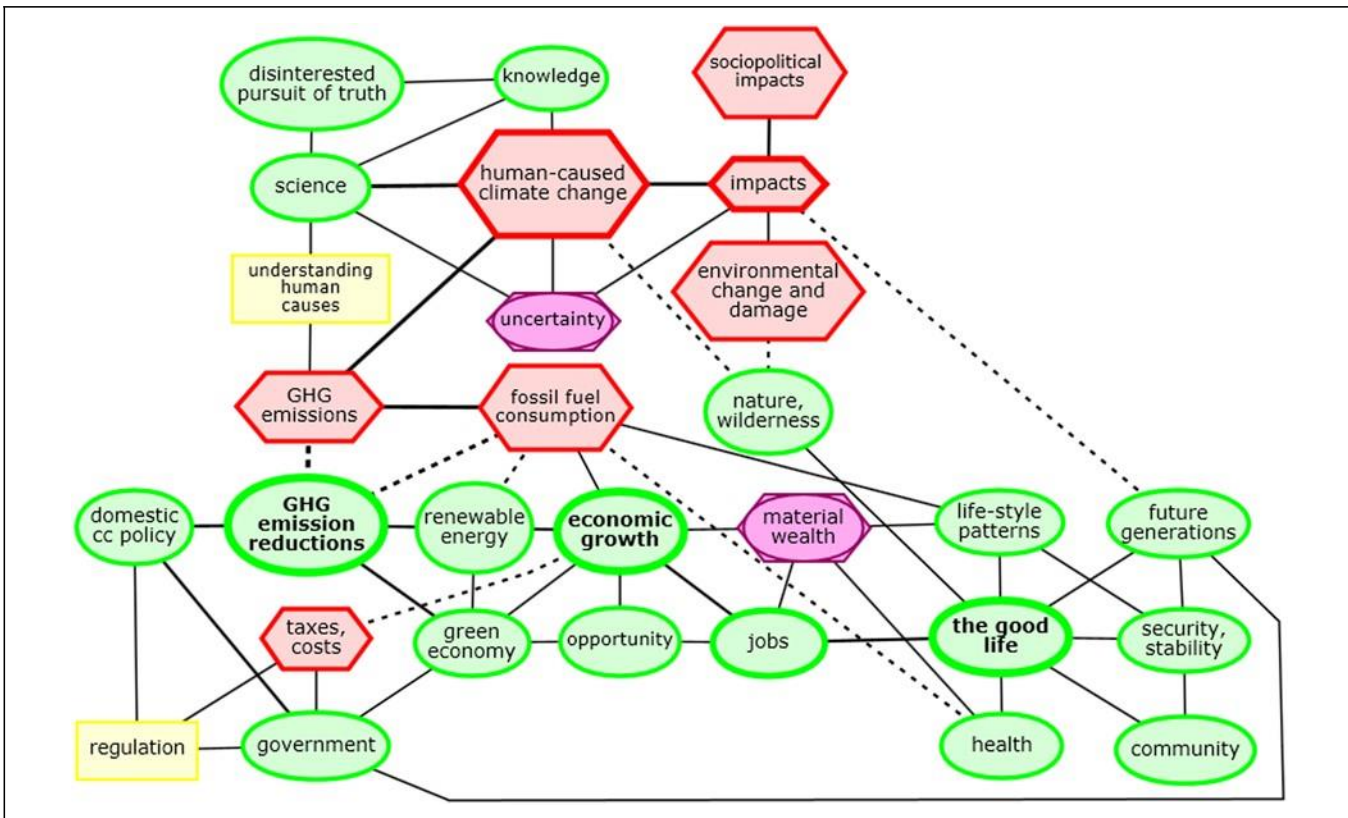 disinterested
pursuit of truth
knowledge
sociopolitical
impacts
science
human-caused
climate change
impacts
understanding
human
causes
uncertainty
environmental
change and
damage
GHG
emissions
fossil fuel
consumption
nature,
wilderness
domestic
cc policy
GHG
emission
reductions
renewable
energy
economic
growth
material
wealth
life-style
patterns
future
generations
taxes,
costs
green
economy
opportunity
jobs
the good
life
security,
stability
regulation
government
health
community